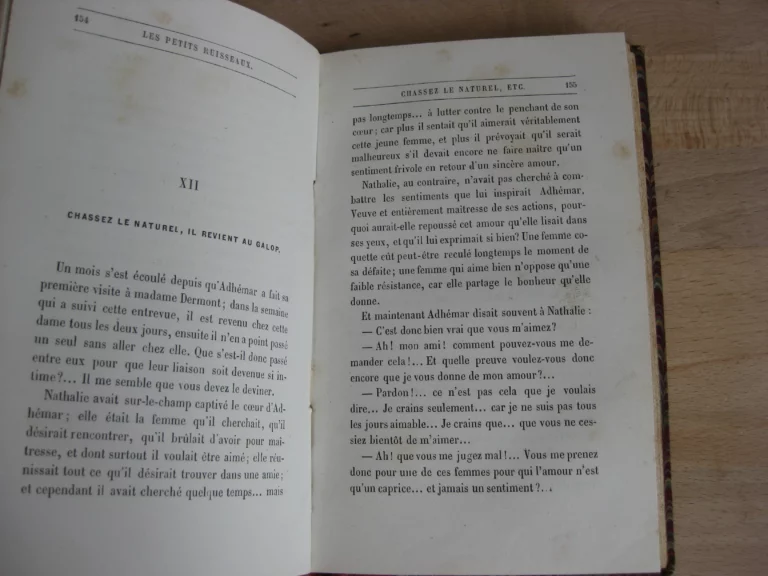 154
LES PETITS RUISSEAUX.
XII
CHASSEZ LE NATUREL, IL REVIENT AU GALOP.
Un mois s'est écoulé depuis qu'Adhémar a fait sa
première visite à madame Dermont; dans la semaine
qui a suivi cette entrevue, il est revenu chez cette
dame tous les deux jours, ensuite il n'en a point passé
un seul sans aller chez elle. Que s'est-il donc passé
entre eux pour que leur liaison soit devenue si in-
time?... Il me semble que vous devez le deviner.
Nathalie avait sur-le-champ captivé le cœur d'Ad-
hémar; elle était la femme qu'il cherchait, qu'il
désirait rencontrer, qu'il brûlait d'avoir pour maî-
tresse, et dont surtout il voulait être aimé; elle réu-
nissait tout ce qu'il désirait trouver dans une amie;
et cependant il avait cherché quelque temps... mais
CHASSEZ LE NATUREL, ETC. 155
pas longtemps... à lutter contre le penchant de son
cœur; car plus il sentait qu'il aimerait véritablement
cette jeune femme, et plus il prévoyait qu'il serait
malheureux s'il devait encore ne faire naître qu'un
sentiment frivole en retour d'un sincère amour.
Nathalie, au contraire, n'avait pas cherché à com-
battre les sentiments que lui inspirait Adhémar.
Veuve et entièrement maîtresse de ses actions, pour-
quoi aurait-elle repoussé cet amour qu'elle lisait dans
ses yeux, et qu'il lui exprimait si bien? Une femme co-
quette eût peut-être reculé longtemps le moment de
sa défaite; une femme qui aime bien n'oppose qu'une
faible résistance, car elle partage le bonheur qu'elle
donne.
Et maintenant Adhémar disait souvent à Nathalie :
— C'est donc bien vrai que vous m'aimez?
— Ah! mon ami! comment pouvez-vous me de-
mander cela!... Et quelle preuve voulez-vous donc
encore que je vous donne de mon amour?...
— Pardon!... ce n'est pas cela que je voulais
dire... Je crains seulement... car je ne suis pas tous
les jours aimable... Je crains que... que vous ne ces-
siez bientôt de m'aimer...
— Ah! que vous me jugez mal!... Vous me prenez
donc pour une de ces femmes pour qui l'amour n'est
qu'un caprice... et jamais un sentiment?...